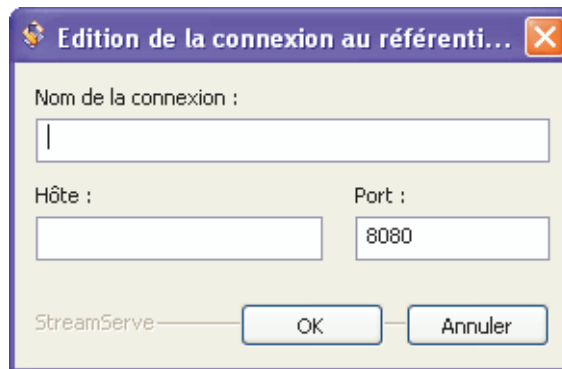 Edition de la connexion au référenti...
Nom de la connexion :
Hôte :
Port :
8080
StreamServe
OK
Annuler